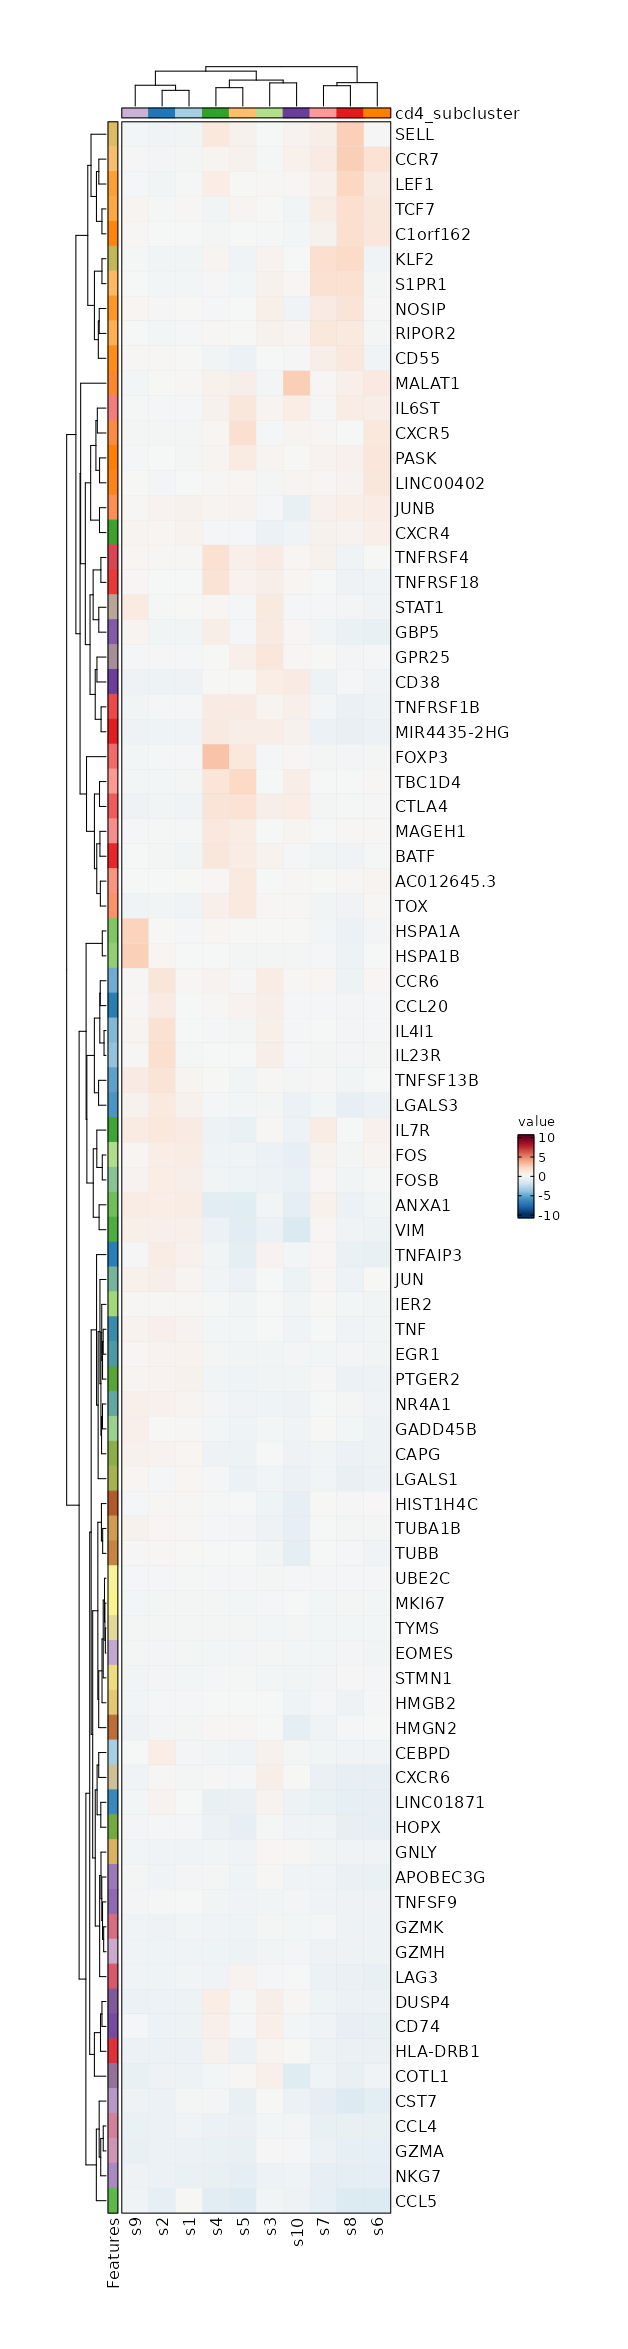 cd4_subcluster
SELL
CCR7
LEF1
TCF7
C1orf162
KLF2
S1PR1
NOSIP
RIPOR2
CD55
MALAT1
IL6ST
CXCR5
PASK
LINC00402
JUNB
CXCR4
TNFRSF4
TNFRSF18
STAT1
GBP5
GPR25
CD38
TNFRSF1B
MIR4435-2HG
FOXP3
TBC1D4
CTLA4
MAGEH1
BATF
AC012645.3
TOX
HSPA1A
HSPA1B
CCR6
CCL20
IL4I1
IL23R
TNFSF13B
LGALS3
IL7R
FOS
FOSB
ANXA1
VIM
TNFAIP3
JUN
IER2
TNF
EGR1
PTGER2
NR4A1
GADD45B
CAPG
LGALS1
HIST1H4C
TUBA1B
TUBB
UBE2C
MKI67
TYMS
EOMES
STMN1
HMGB2
HMGN2
CEBPD
CXCR6
LINC01871
HOPX
GNLY
APOBEC3G
TNFSF9
GZMK
GZMH
LAG3
DUSP4
CD74
HLA-DRB1
COTL1
CST7
CCL4
GZMA
NKG7
CCL5
value
10
5
0
-5
-10
Features
s9
s2
s1
s4
s5
s3
s10
s7
s8
s6